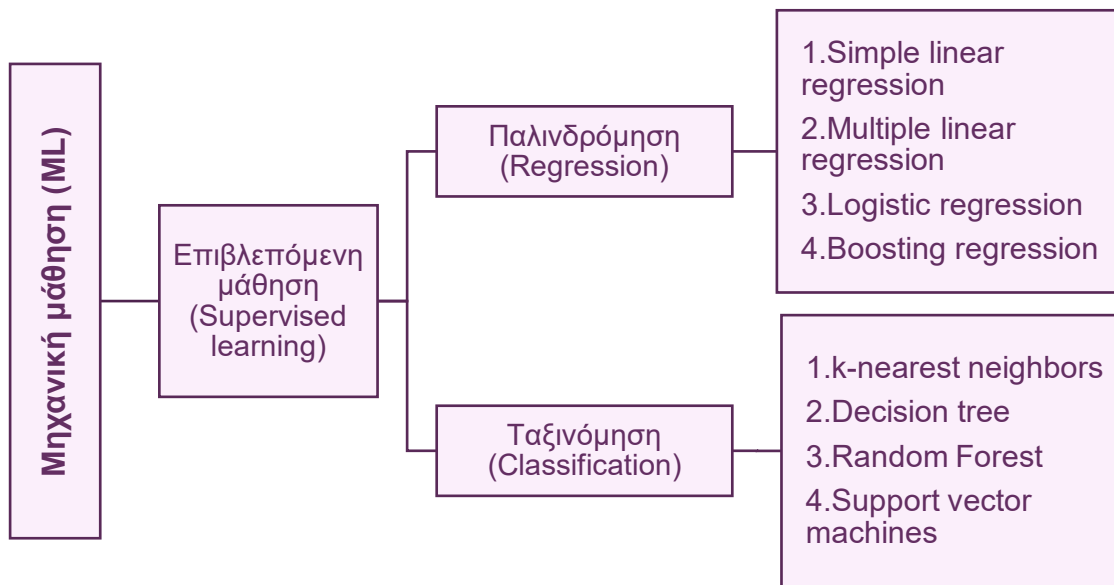 Μηχανική μάθηση (ML)
Επιβλεπόμενη
μάθηση
(Supervised
learning)
Παλινδρόμηση
(Regression)
1.Simple linear
regression
2.Multiple linear
regression
3.Logistic regression
4.Boosting regression
Ταξινόμηση
(Classification)
1.k-nearest neighbors
2.Decision tree
3.Random Forest
4.Support vector
machines